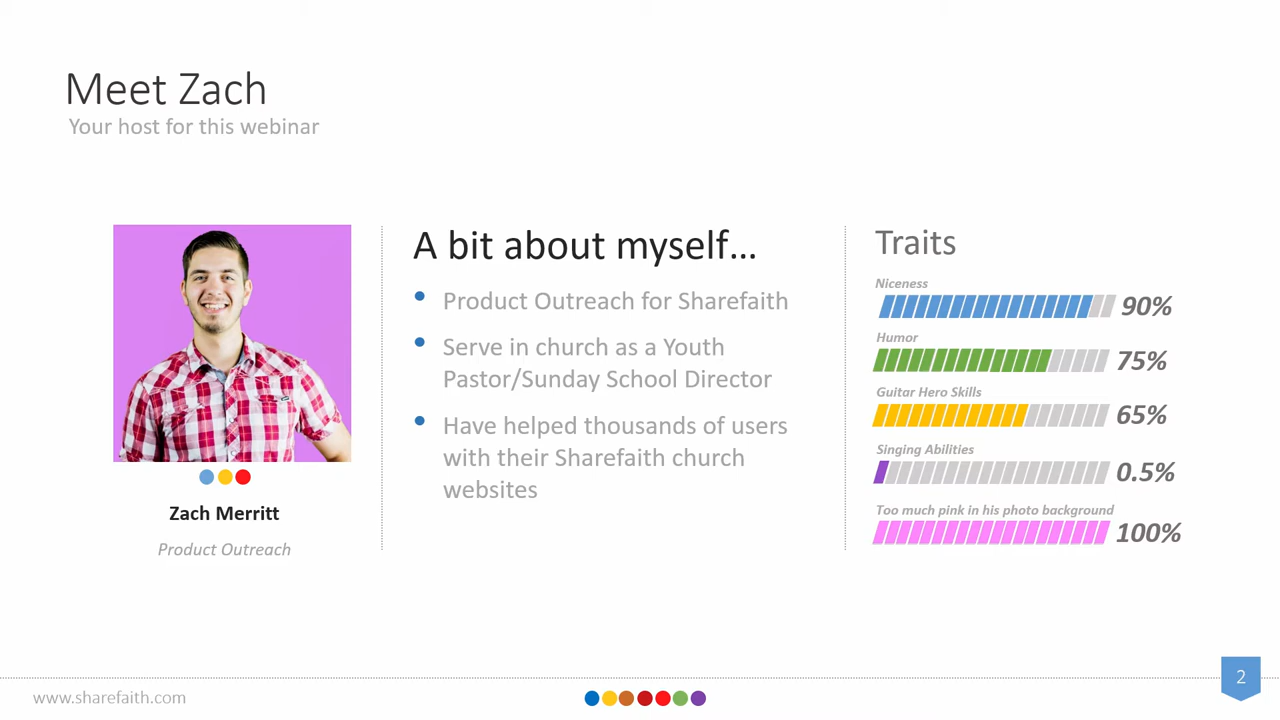 Meet Zach
Your host for this webinar
Zach Merritt
Product Outreach
A bit about myself...
• Product Outreach for Sharefaith
• Serve in church as a Youth
Pastor/Sunday School Director
• Have helped thousands of users
with their Sharefaith church
websites
Traits
Niceness
90%
Humor
75%
Guitar Hero Skills
65%
Singing Abilities
0.5%
Too much pink in his photo background
100%
www.sharefaith.com
2